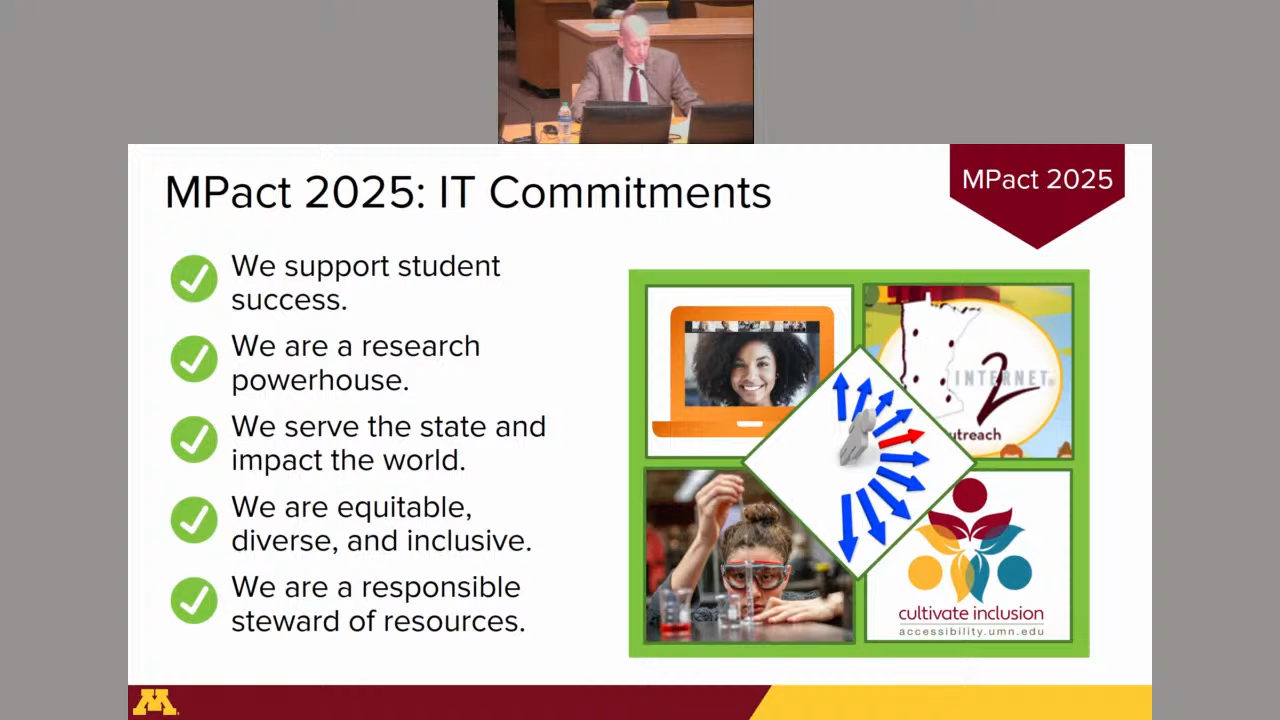 MPact 2025: IT Commitments
MPact 2025
We support student
success.
We are a research
powerhouse.
We serve the state and
impact the world.
We are equitable,
diverse, and inclusive.
We are a responsible
steward of resources.
INTERNET®
2
utreach
cultivate inclusion
accessibility.umn.edu
M